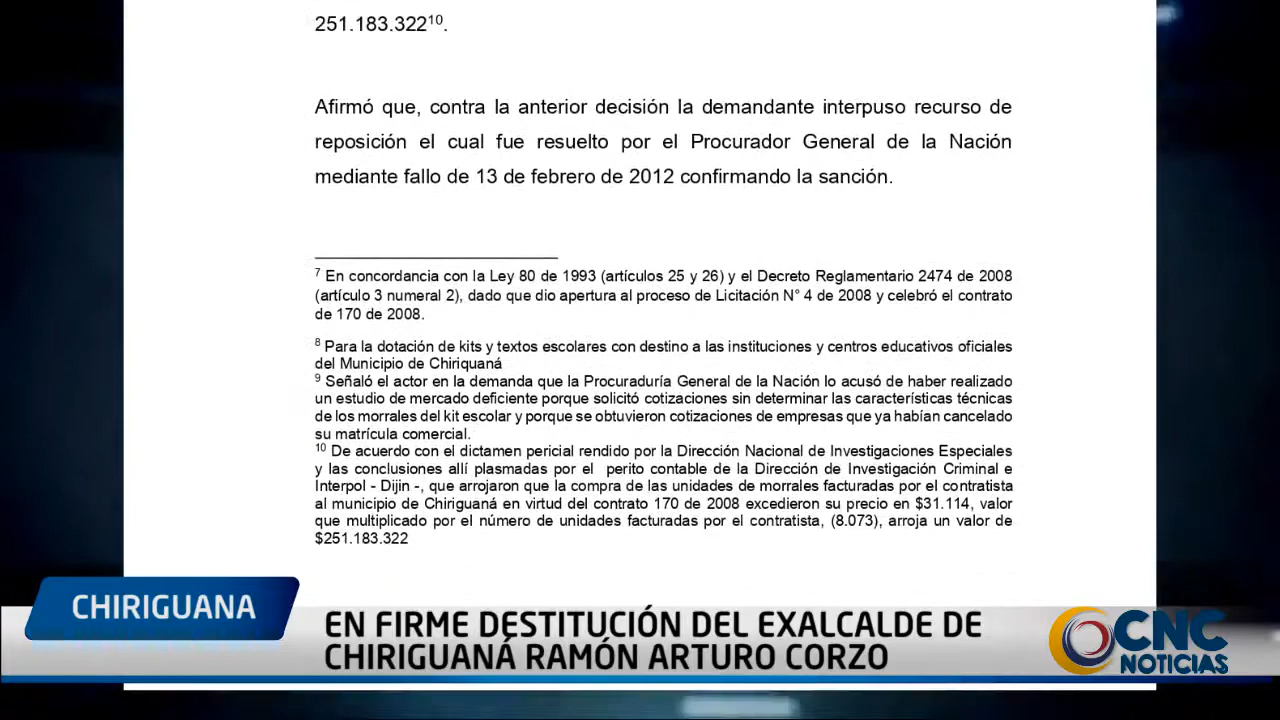 251.183.322¹⁰.
Afirmó que, contra la anterior decisión la demandante interpuso recurso de
reposición el cual fue resuelto por el Procurador General de la Nación
mediante fallo de 13 de febrero de 2012 confirmando la sanción.
⁷ En concordancia con la Ley 80 de 1993 (artículos 25 y 26) y el Decreto Reglamentario 2474 de 2008
(artículo 3 numeral 2), dado que dio apertura al proceso de Licitación N° 4 de 2008 y celebró el contrato
de 170 de 2008.
⁸ Para la dotación de kits y textos escolares con destino a las instituciones y centros educativos oficiales
del Municipio de Chiriquaná
⁹ Señaló el actor en la demanda que la Procuraduría General de la Nación lo acusó de haber realizado
un estudio de mercado deficiente porque solicitó cotizaciones sin determinar las características técnicas
de los morrales del kit escolar y porque se obtuvieron cotizaciones de empresas que ya habían cancelado
su matrícula comercial.
¹⁰ De acuerdo con el dictamen pericial rendido por la Dirección Nacional de Investigaciones Especiales
y las conclusiones allí plasmadas por el perito contable de la Dirección de Investigación Criminal e
Interpol - Dijin -, que arrojaron que la compra de las unidades de morrales facturadas por el contratista
al municipio de Chiriguaná en virtud del contrato 170 de 2008 excedieron su precio en $31.114, valor
que multiplicado por el número de unidades facturadas por el contratista, (8.073), arroja un valor de
$251.183.322
CHIRIGUANA
EN FIRME DESTITUCIÓN DEL EXALCALDE DE
CHIRIGUANÁ RAMÓN ARTURO CORZO
CNC
NOTICIAS